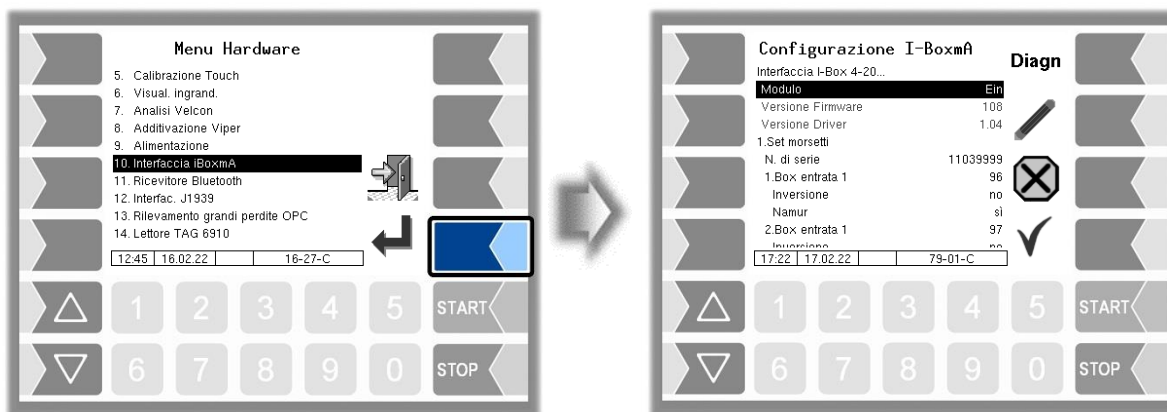 Menu Hardware
5. Calibrazione Touch
6. Visual. ingrand.
7. Analisi Velcon
8. Additivazione Viper
9. Alimentazione
10. Interfaccia iBoxmA
11. Ricevitore Bluetooth
12. Interfac. J1939
13. Rilevamento grandi perdite OPC
14. Lettore TAG 6910
12:45 16.02.22 16-27-C
1 2 3 4 5 START
6 7 8 9 0 STOP
Configurazione I-BoxmA
Diagn
Interfaccia I-Box 4-20...
Modulo Ein
Versione Firmware 108
Versione Driver 1.04
1.Set morsetti
N. di serie 11039999
1.Box entrata 1 96
Inversione no
Namur sì
2.Box entrata 1 97
Inversione no
17:22 17.02.22 79-01-C
1 2 3 4 5 START
6 7 8 9 0 STOP